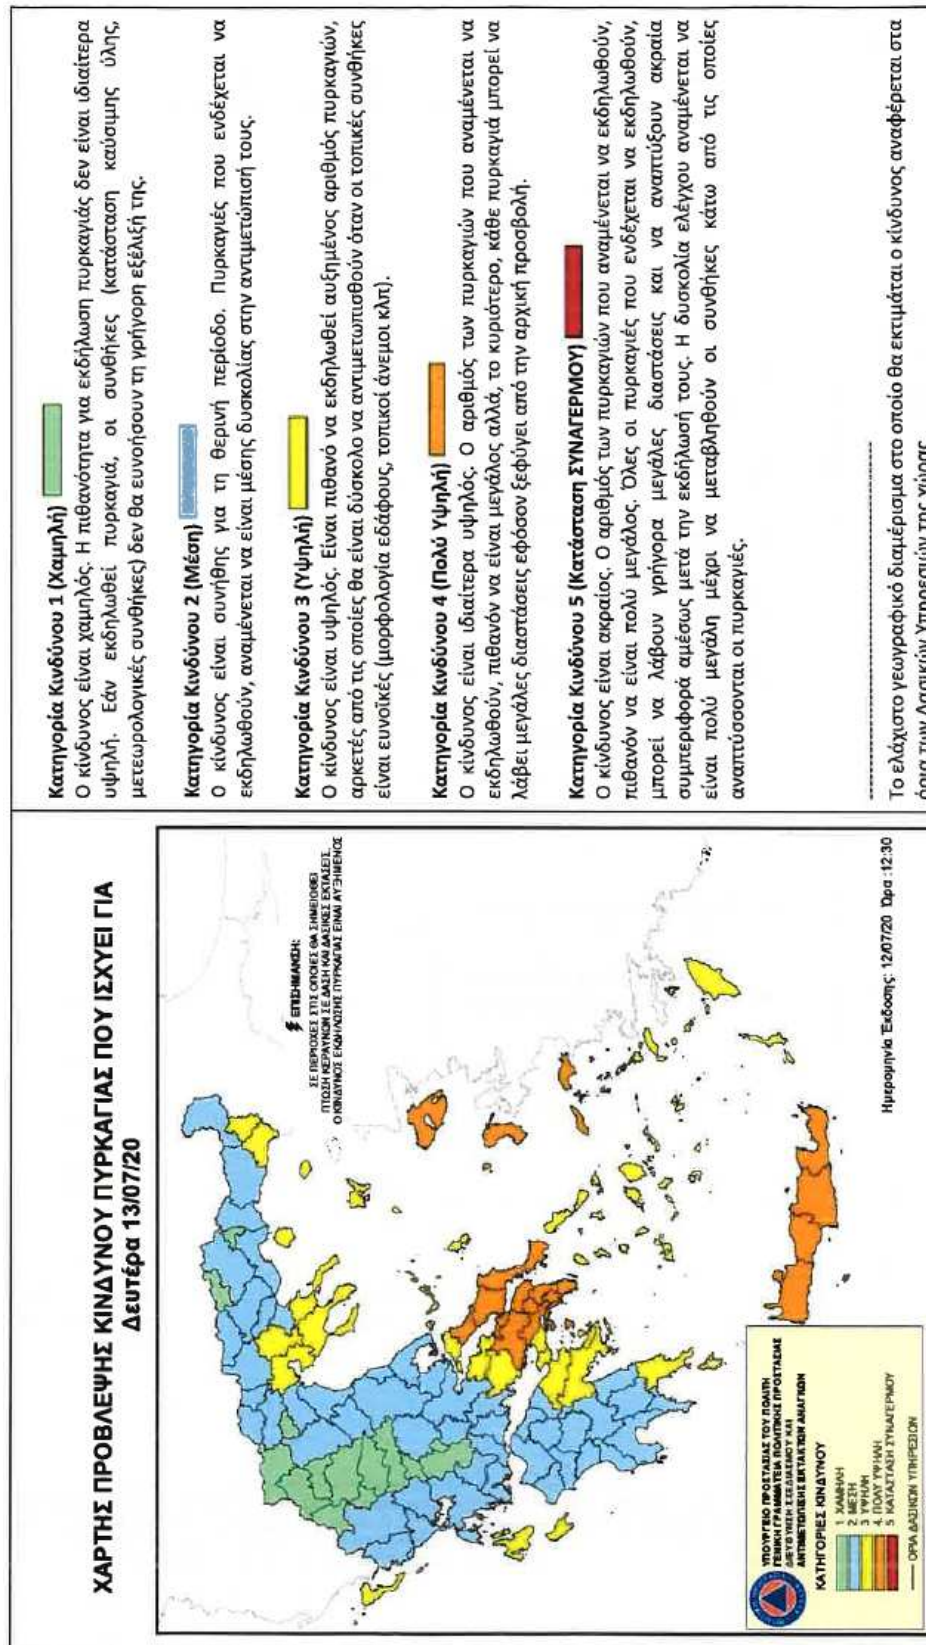 ΧΑΡΤΗΣ ΠΡΟΒΛΕΨΗΣ ΚΙΝΔΥΝΟΥ ΠΥΡΚΑΓΙΑΣ ΠΟΥ ΙΣΧΥΕΙ ΓΙΑ
Δευτέρα 13/07/20
ΕΠΙΣΗΜΑΝΣΗ:
ΣΕ ΠΕΡΙΟΧΕΣ ΣΤΙΣ ΟΠΟΙΕΣ ΘΑ ΣΗΜΕΙΩΘΕΙ
ΠΤΩΣΗ ΚΕΡΑΥΝΩΝ ΣΕ ΔΑΣΗ ΚΑΙ ΔΑΣΙΚΕΣ ΕΚΤΑΣΕΙΣ
Ο ΚΙΝΔΥΝΟΣ ΕΚΔΗΛΩΣΗΣ ΠΥΡΚΑΓΙΑΣ ΕΙΝΑΙ ΑΥΞΗΜΕΝΟΣ
ΥΠΟΥΡΓΕΙΟ ΠΡΟΣΤΑΣΙΑΣ ΤΟΥ ΠΟΛΙΤΗ
ΓΕΝΙΚΗ ΓΡΑΜΜΑΤΕΙΑ ΠΟΛΙΤΙΚΗΣ ΠΡΟΣΤΑΣΙΑΣ
ΔΙΕΥΘΥΝΣΗ ΣΧΕΔΙΑΣΜΟΥ ΚΑΙ
ΑΝΤΙΜΕΤΩΠΙΣΗΣ ΕΚΤΑΚΤΩΝ ΑΝΑΓΚΩΝ
ΚΑΤΗΓΟΡΙΕΣ ΚΙΝΔΥΝΟΥ
1 ΧΑΜΗΛΗ
2 ΜΕΣΗ
3 ΥΨΗΛΗ
4 ΠΟΛΥ ΥΨΗΛΗ
5 ΚΑΤΑΣΤΑΣΗ ΣΥΝΑΓΕΡΜΟΥ
ΟΡΙΑ ΔΑΣΙΚΩΝ ΥΠΗΡΕΣΙΩΝ
Ημερομηνία Έκδοσης: 12/07/20 Ώρα :12:30
Κατηγορία Κινδύνου 1 (Χαμηλή)
Ο κίνδυνος είναι χαμηλός. Η πιθανότητα για εκδήλωση πυρκαγιάς δεν είναι ιδιαίτερα
υψηλή. Εάν εκδηλωθεί πυρκαγιά, οι συνθήκες (κατάσταση καύσιμης ύλης,
μετεωρολογικές συνθήκες) δεν θα ευνοήσουν τη γρήγορη εξέλιξή της.
Κατηγορία Κινδύνου 2 (Μέση)
Ο κίνδυνος είναι συνήθης για τη θερινή περίοδο. Πυρκαγιές που ενδέχεται να
εκδηλωθούν, αναμένεται να είναι μέσης δυσκολίας στην αντιμετώπισή τους.
Κατηγορία Κινδύνου 3 (Υψηλή)
Ο κίνδυνος είναι υψηλός. Είναι πιθανό να εκδηλωθεί αυξημένος αριθμός πυρκαγιών,
αρκετές από τις οποίες θα είναι δύσκολο να αντιμετωπισθούν όταν οι τοπικές συνθήκες
είναι ευνοϊκές (μορφολογία εδάφους, τοπικοί άνεμοι κλπ).
Κατηγορία Κινδύνου 4 (Πολύ Υψηλή)
Ο κίνδυνος είναι ιδιαίτερα υψηλός. Ο αριθμός των πυρκαγιών που αναμένεται να
εκδηλωθούν, πιθανόν να είναι μεγάλος αλλά, το κυριότερο, κάθε πυρκαγιά μπορεί να
λάβει μεγάλες διαστάσεις εφόσον ξεφύγει από την αρχική προσβολή.
Κατηγορία Κινδύνου 5 (Κατάσταση ΣΥΝΑΓΕΡΜΟΥ)
Ο κίνδυνος είναι ακραίος. Ο αριθμός των πυρκαγιών που αναμένεται να εκδηλωθούν,
πιθανόν να είναι πολύ μεγάλος. Όλες οι πυρκαγιές που ενδέχεται να εκδηλωθούν,
μπορεί να λάβουν γρήγορα μεγάλες διαστάσεις και να αναπτύξουν ακραία
συμπεριφορά αμέσως μετά την εκδήλωσή τους. Η δυσκολία ελέγχου αναμένεται να
είναι πολύ μεγάλη μέχρι να μεταβληθούν οι συνθήκες κάτω από τις οποίες
αναπτύσσονται οι πυρκαγιές.
Το ελάχιστο γεωγραφικό διαμέρισμα στο οποίο θα εκτιμάται ο κίνδυνος αναφέρεται στα
όρια των Δασικών Υπηρεσιών της χώρας